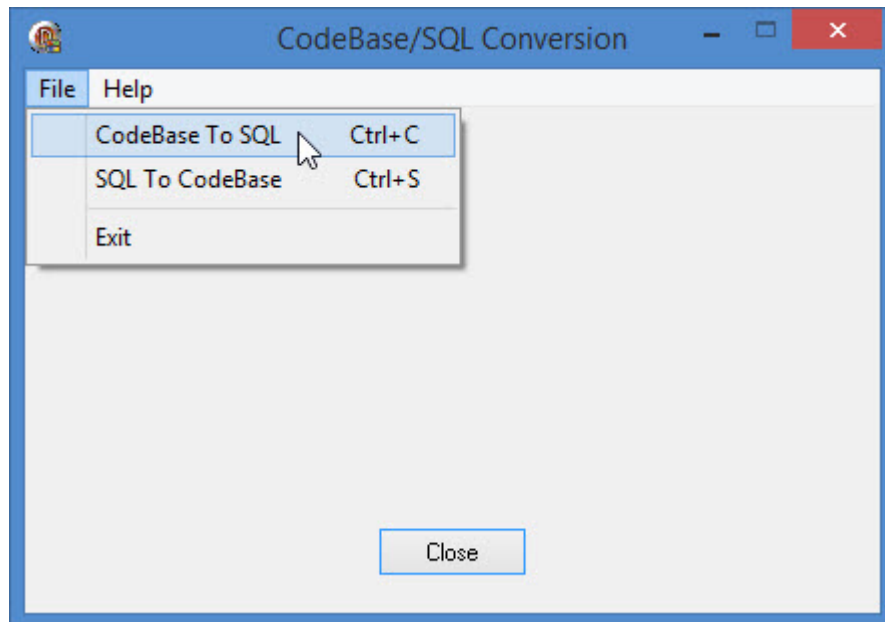 CodeBase/SQL Conversion
File Help
CodeBase To SQL Ctrl+C
SQL To CodeBase Ctrl+S
Exit
Close